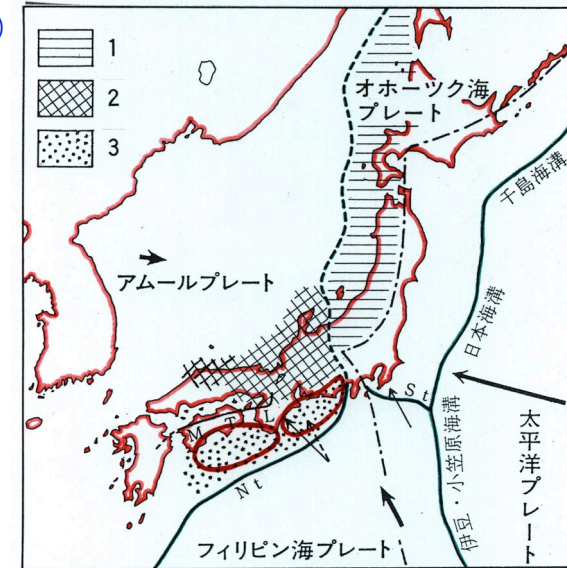 )
1
2
3
オホーツク海
プレート
千島海溝
アムールプレート
日本海溝
St
M T L
Nt
伊豆・小笠原海溝
太平洋プレート
フィリピン海プレート